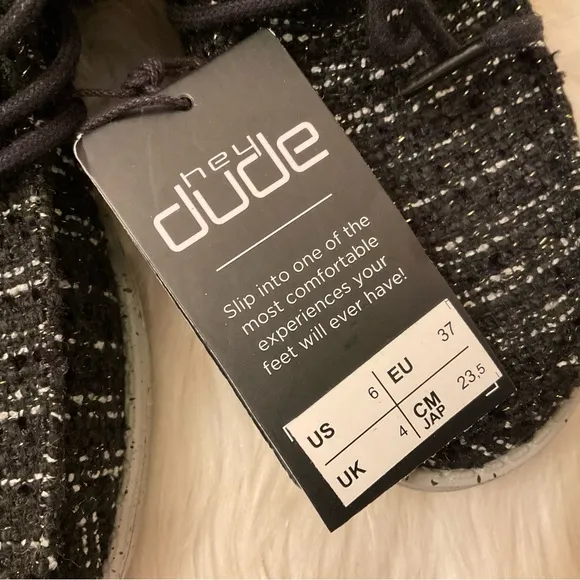 hey
dude
Slip into one of the
most comfortable
experiences your
feet will ever have!
US 6 EU 37
UK 4 CM JAP 23,5